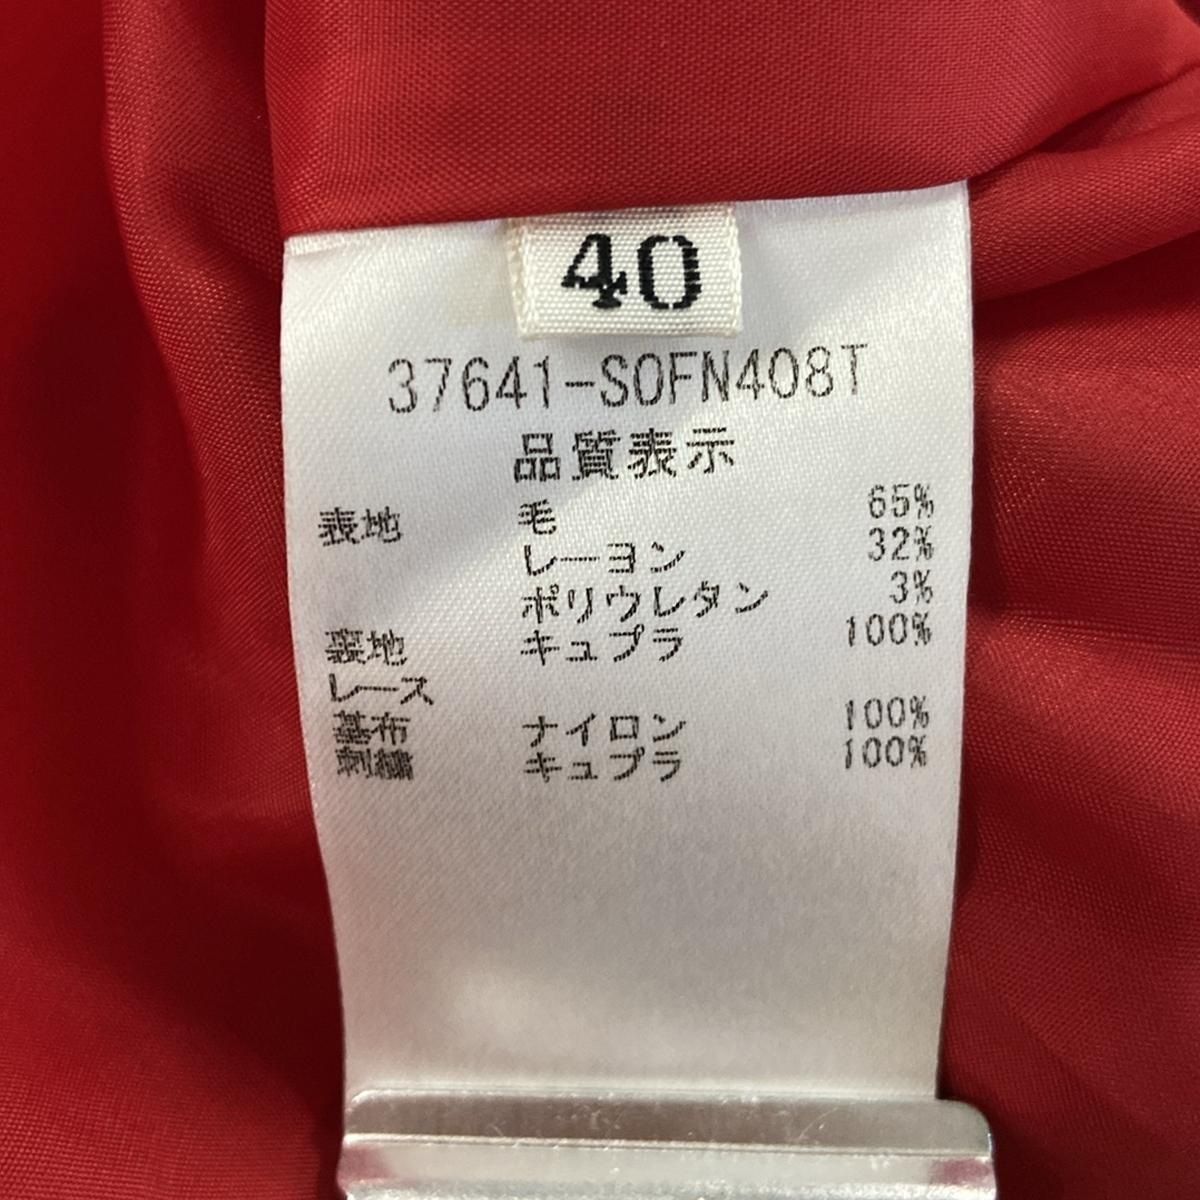 40
37641-SOFN408T
品質表示
表地 毛 65%
レーヨン 32%
ポリウレタン 3%
裏地 キュプラ 100%
レース
基布 ナイロン 100%
刺繍 キュプラ 100%